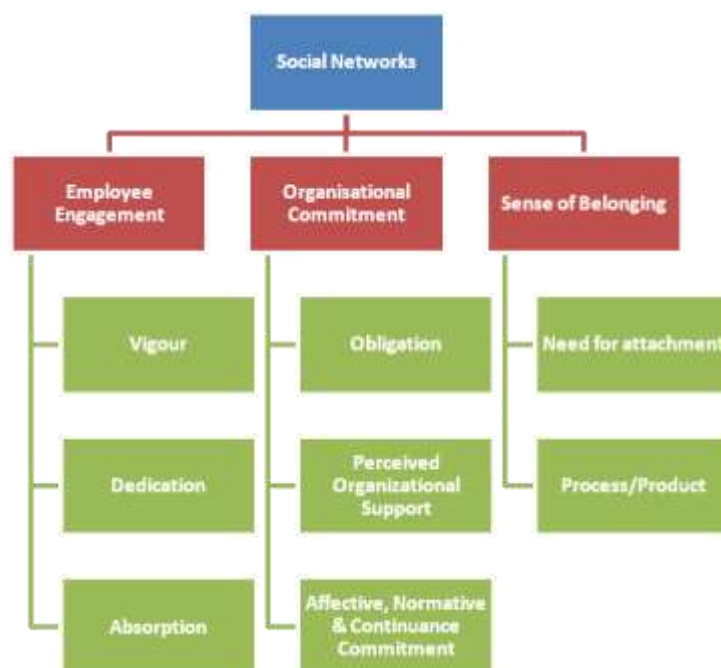 Social Networks
Employee
Engagement
Organisational
Commitment
Sense of Belonging
Vigour
Obligation
Need for attachment
Dedication
Perceived
Organizational
Support
Process/Product
Absorption
Affective, Normative
& Continuance
Commitment